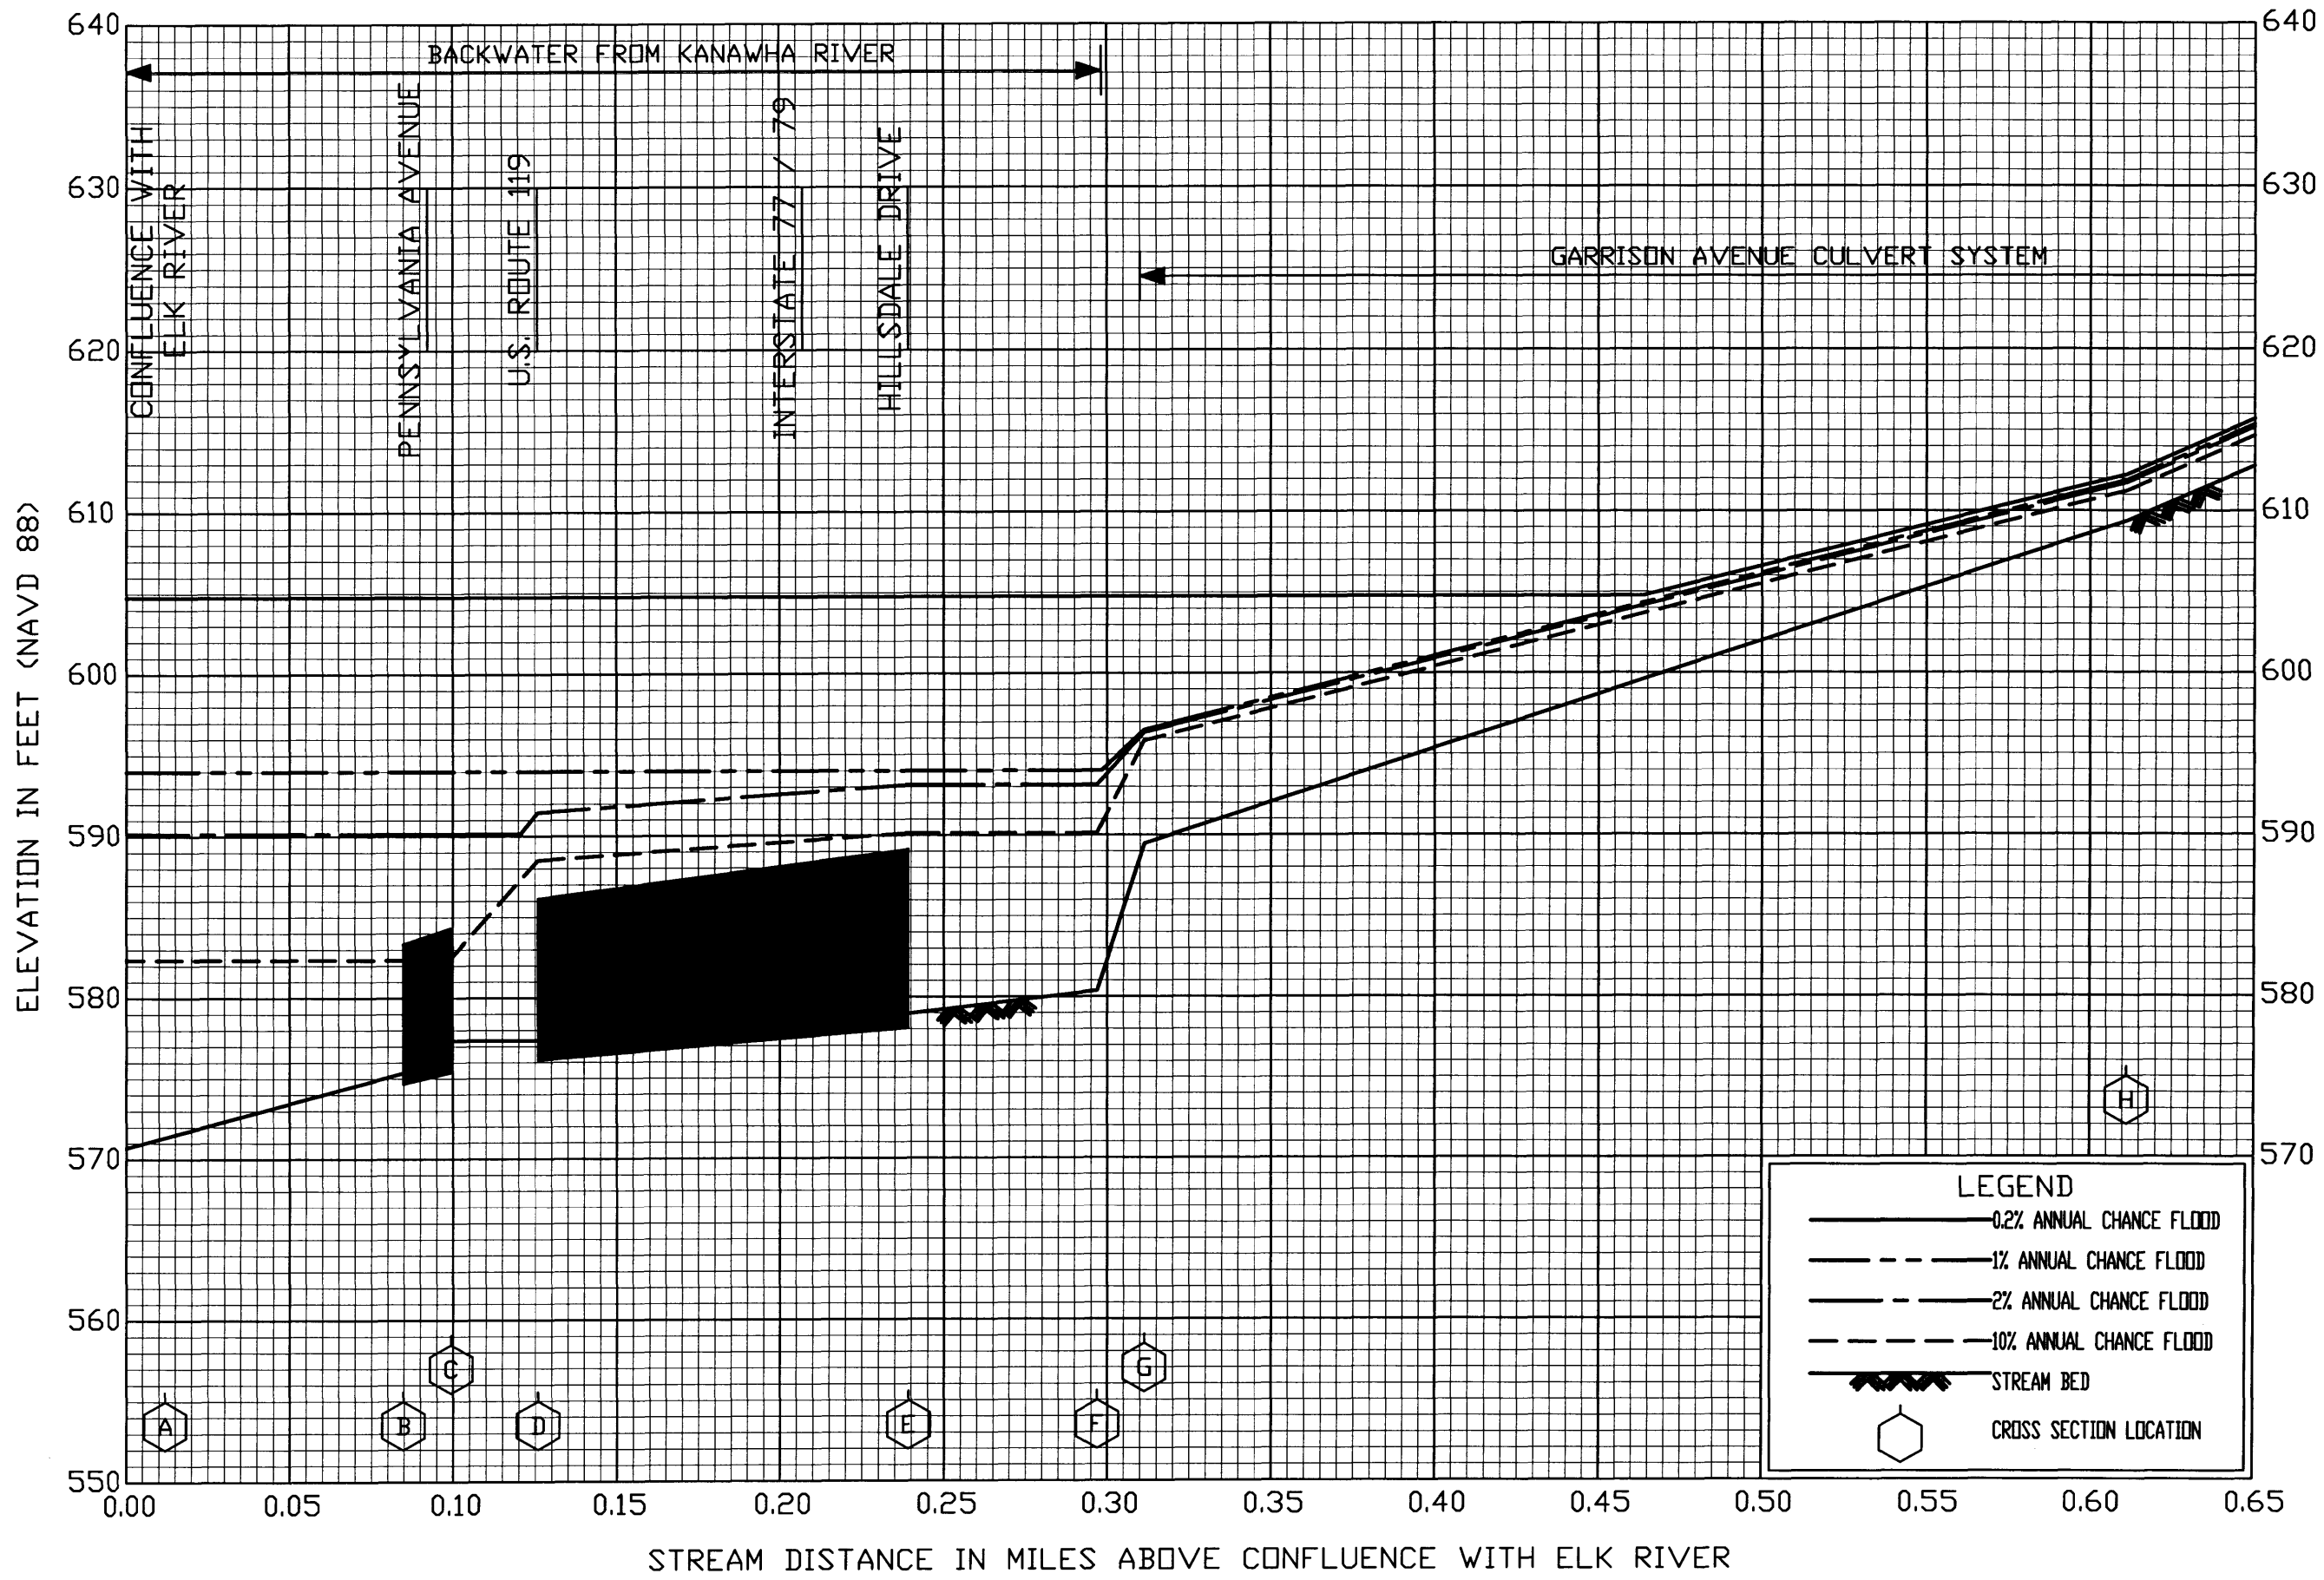 640
640
BACKWATER FROM KANAWHA RIVER
CONFLUENCE WITH
ELK RIVER
PENNSYLVANIA AVENUE
U.S. ROUTE 119
INTERSTATE 77 / 79
HILLSDALE DRIVE
630
630
GARRISON AVENUE CULVERT SYSTEM
620
620
610
610
600
600
590
590
580
580
570
570
560
550
ELEVATION IN FEET (NAVD 88)
A
B
C
D
E
F
G
H
LEGEND
0.2% ANNUAL CHANCE FLOOD
1% ANNUAL CHANCE FLOOD
2% ANNUAL CHANCE FLOOD
10% ANNUAL CHANCE FLOOD
STREAM BED
CROSS SECTION LOCATION
0.00 0.05 0.10 0.15 0.20 0.25 0.30 0.35 0.40 0.45 0.50 0.55 0.60 0.65
STREAM DISTANCE IN MILES ABOVE CONFLUENCE WITH ELK RIVER